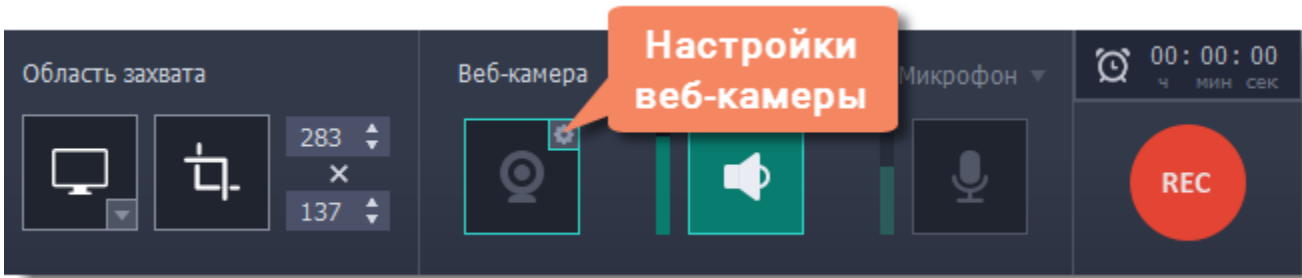 Настройки
веб-камеры
Область захвата
Веб-камера
Микрофон
00:00:00
ч мин сек
283
×
137
REC